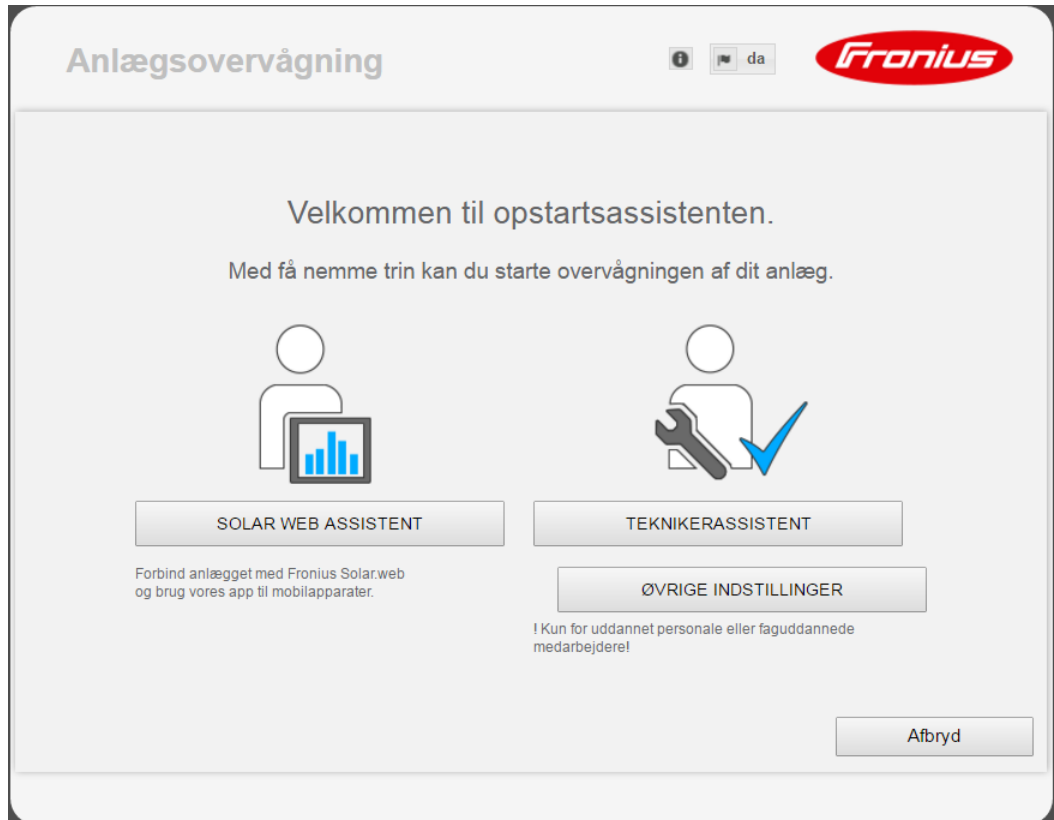 Anlægsovervågning
da
Fronius
Velkommen til opstartsassistenten.
Med få nemme trin kan du starte overvågningen af dit anlæg.
SOLAR WEB ASSISTENT
Forbind anlægget med Fronius Solar.web
og brug vores app til mobilapparater.
TEKNIKERASSISTENT
ØVRIGE INDSTILLINGER
! Kun for uddannet personale eller faguddannede
medarbejdere!
Afbryd